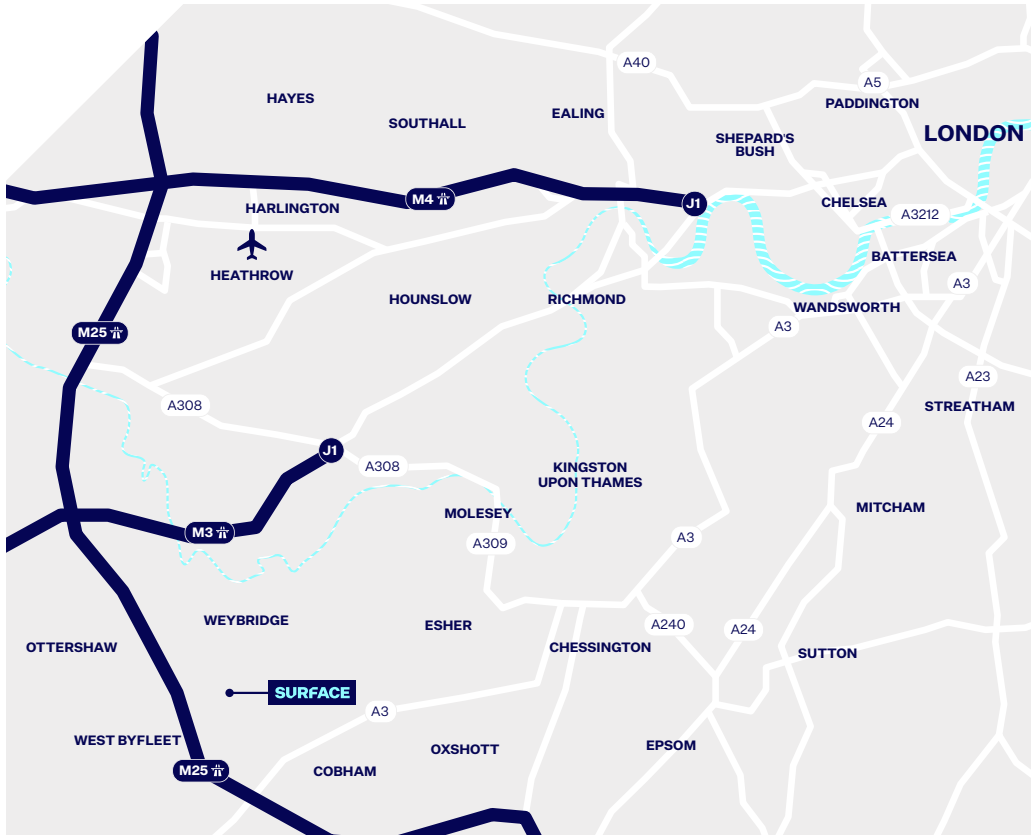 A40
A5
HAYES
PADDINGTON
EALING
SOUTHALL
LONDON
SHEPARD'S
BUSH
M4
J1
CHELSEA
HARLINGTON
A3212
BATTERSEA
HEATHROW
A3
HOUNSLOW
RICHMOND
WANDSWORTH
A3
M25
A23
A308
STREATHAM
A24
J1
A308
KINGSTON
UPON THAMES
MITCHAM
MOLESEY
M3
A3
A309
WEYBRIDGE
ESHER
A240
A24
OTTERSHAW
CHESSINGTON
SUTTON
SURFACE
A3
WEST BYFLEET
OXSHOTT
EPSOM
M25
COBHAM